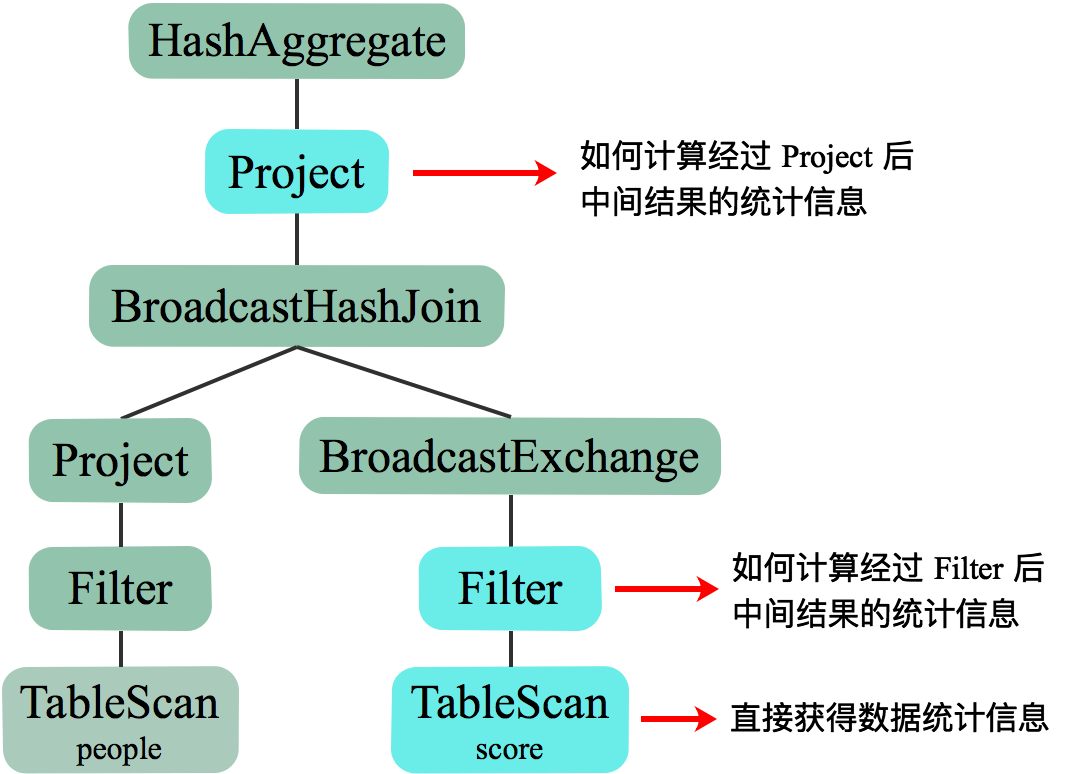 HashAggregate
Project
如何计算经过 Project 后
中间结果的统计信息
BroadcastHashJoin
Project
BroadcastExchange
Filter
Filter
如何计算经过 Filter 后
中间结果的统计信息
TableScan
people
TableScan
score
直接获得数据统计信息